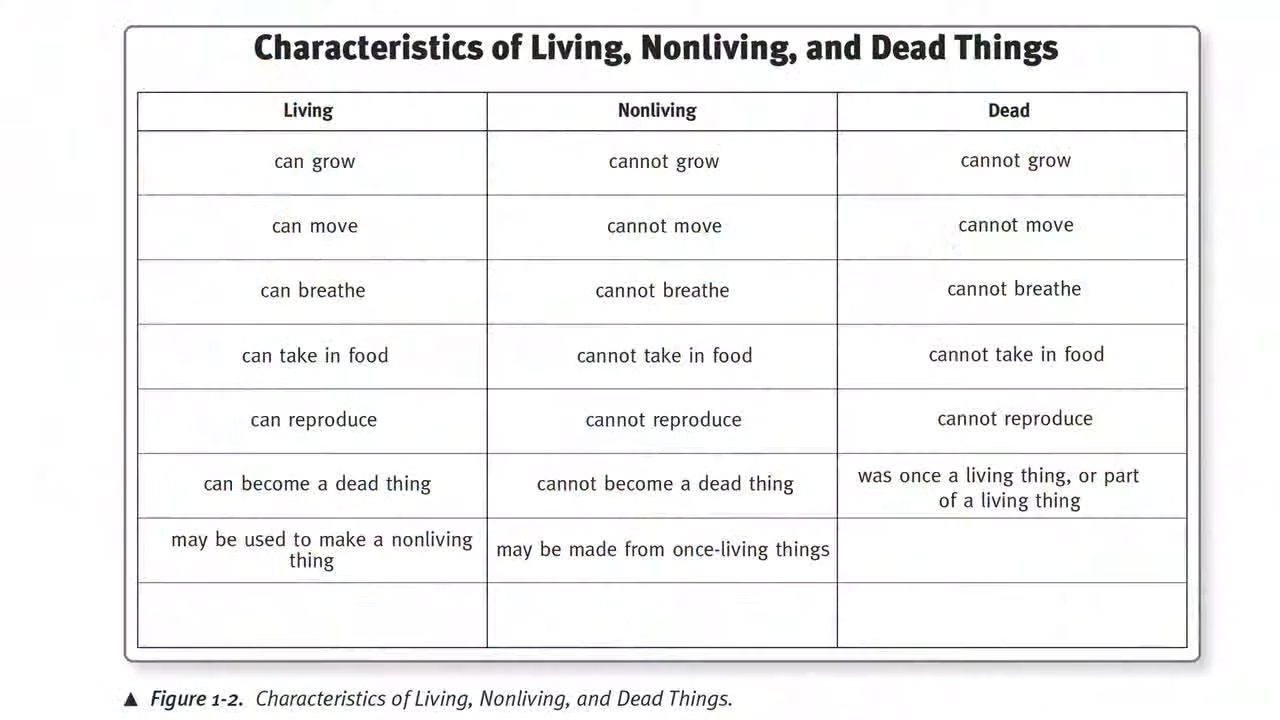 Characteristics of Living, Nonliving, and Dead Things
Living Nonliving Dead
can grow cannot grow cannot grow
can move cannot move cannot move
can breathe cannot breathe cannot breathe
can take in food cannot take in food cannot take in food
can reproduce cannot reproduce cannot reproduce
can become a dead thing cannot become a dead thing was once a living thing, or part
of a living thing
may be used to make a nonliving
thing may be made from once-living things
▲ Figure 1-2. Characteristics of Living, Nonliving, and Dead Things.